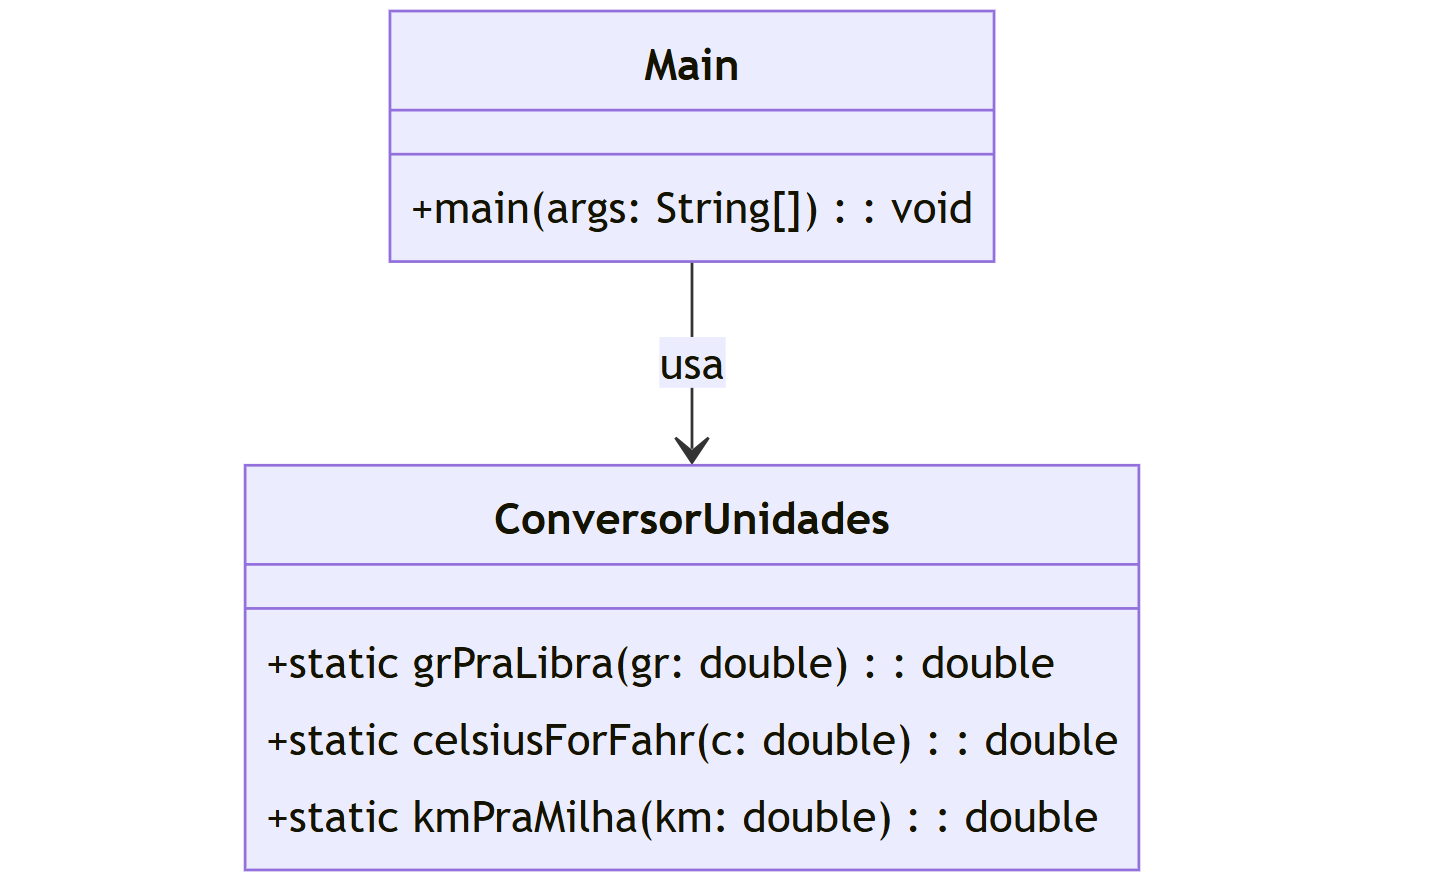 Main
+main(args: String[]) : : void
usa
ConversorUnidades
+static grPraLibra(gr: double) : : double
+static celsiusForFahr(c: double) : : double
+static kmPraMilha(km: double) : : double